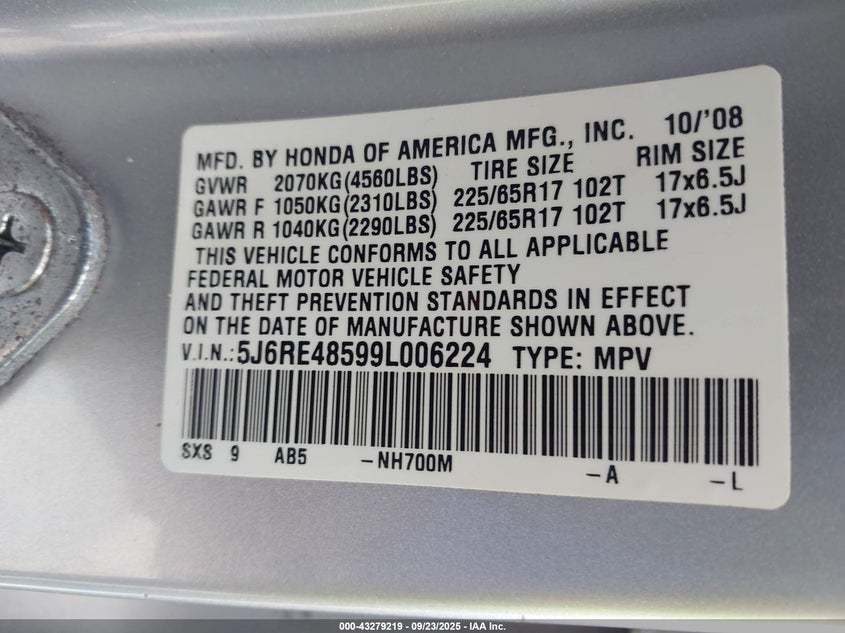 MFD. BY HONDA OF AMERICA MFG., INC. 10/'08
GVWR 2070KG(4560LBS) TIRE SIZE RIM SIZE
GAWR F 1050KG(2310LBS) 225/65R17 102T 17x6.5J
GAWR R 1040KG(2290LBS) 225/65R17 102T 17x6.5J
THIS VEHICLE CONFORMS TO ALL APPLICABLE
FEDERAL MOTOR VEHICLE SAFETY
AND THEFT PREVENTION STANDARDS IN EFFECT
ON THE DATE OF MANUFACTURE SHOWN ABOVE.
V.I.N.:5J6RE48599L006224 TYPE: MPV
SXS 9 AB5 -NH700M -A -L
000-43279219 - 09/23/2025 - IAA Inc.